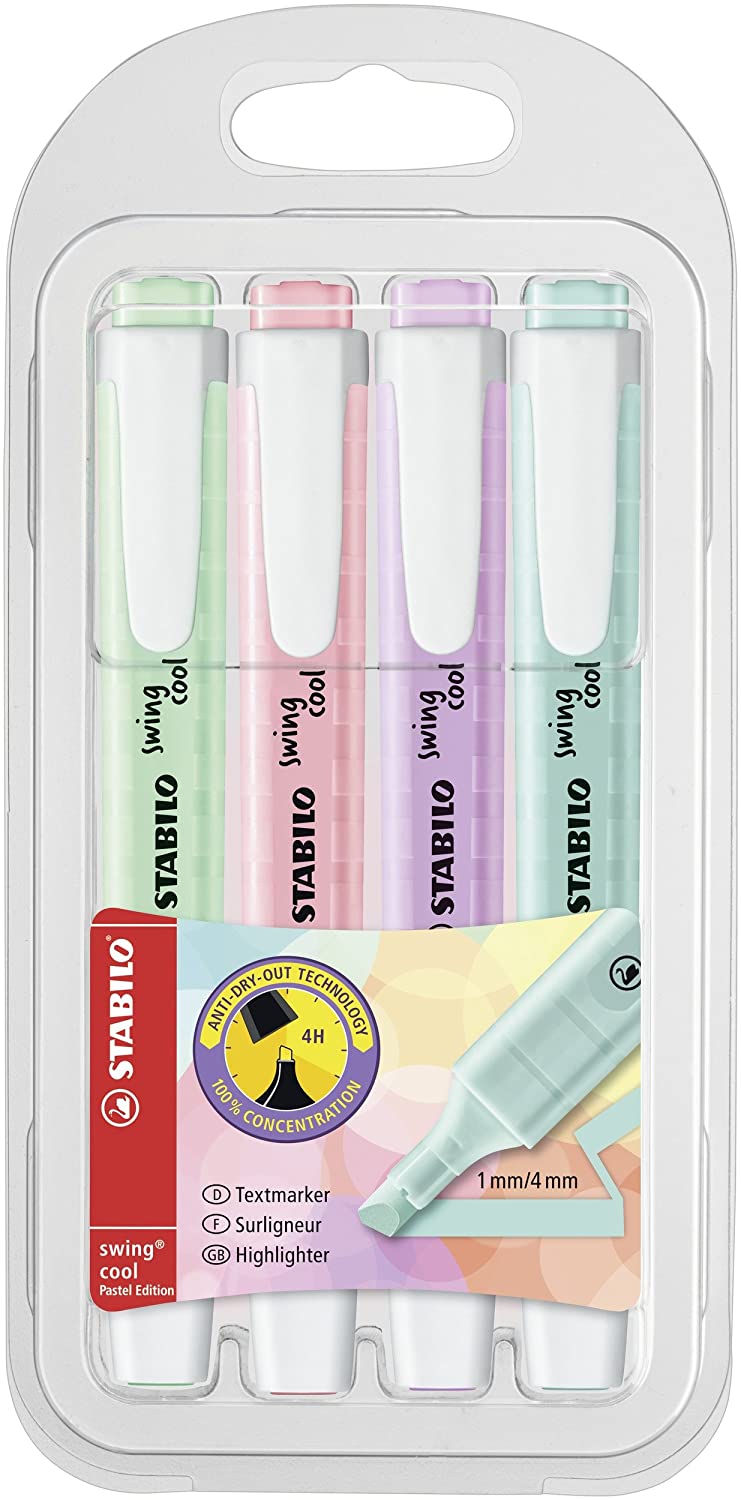 swing
cool
STABILO
swing
cool
STABILO
swing
cool
STABILO
swing
cool
STABILO
STABILO®
swing®
cool
Pastel Edition
ANTI-DRY-OUT TECHNOLOGY
4H
100% CONCENTRATION
1 mm/4 mm
D Textmarker
F Surligneur
GB Highlighter